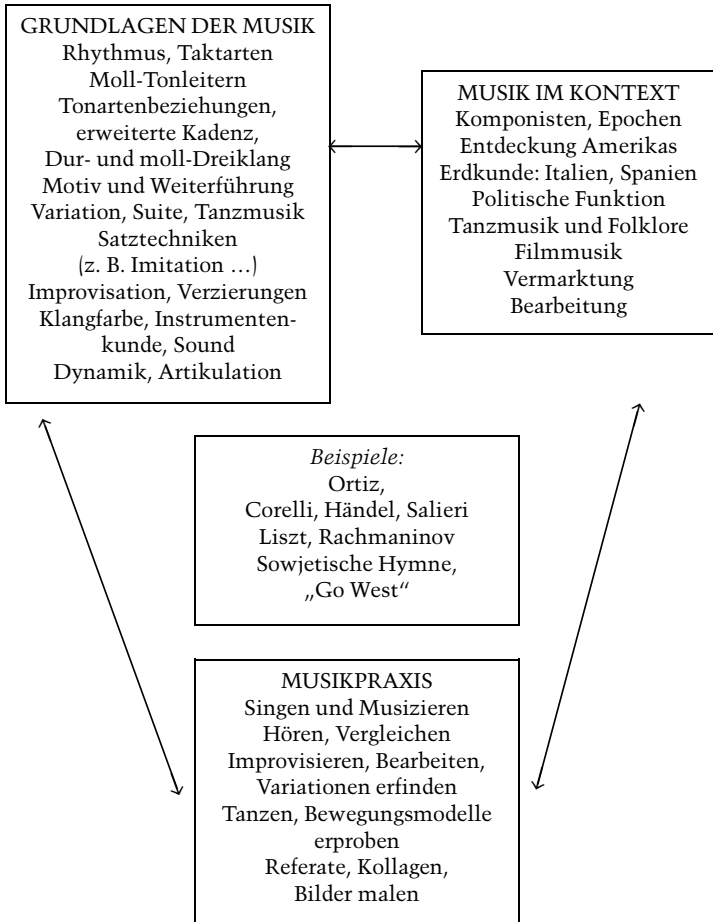 GRUNDLAGEN DER MUSIK
Rhythmus, Taktarten
Moll-Tonleitern
Tonartenbeziehungen,
erweiterte Kadenz,
Dur- und moll-Dreiklang
Motiv und Weiterführung
Variation, Suite, Tanzmusik
Satztechniken
(z. B. Imitation …)
Improvisation, Verzierungen
Klangfarbe, Instrumenten-
kunde, Sound
Dynamik, Artikulation
MUSIK IM KONTEXT
Komponisten, Epochen
Entdeckung Amerikas
Erdkunde: Italien, Spanien
Politische Funktion
Tanzmusik und Folklore
Filmmusik
Vermarktung
Bearbeitung
Beispiele:
Ortiz,
Corelli, Händel, Salieri
Liszt, Rachmaninov
Sowjetische Hymne,
„Go West“
MUSIKPRAXIS
Singen und Musizieren
Hören, Vergleichen
Improvisieren, Bearbeiten,
Variationen erfinden
Tanzen, Bewegungsmodelle
erproben
Referate, Kollagen,
Bilder malen